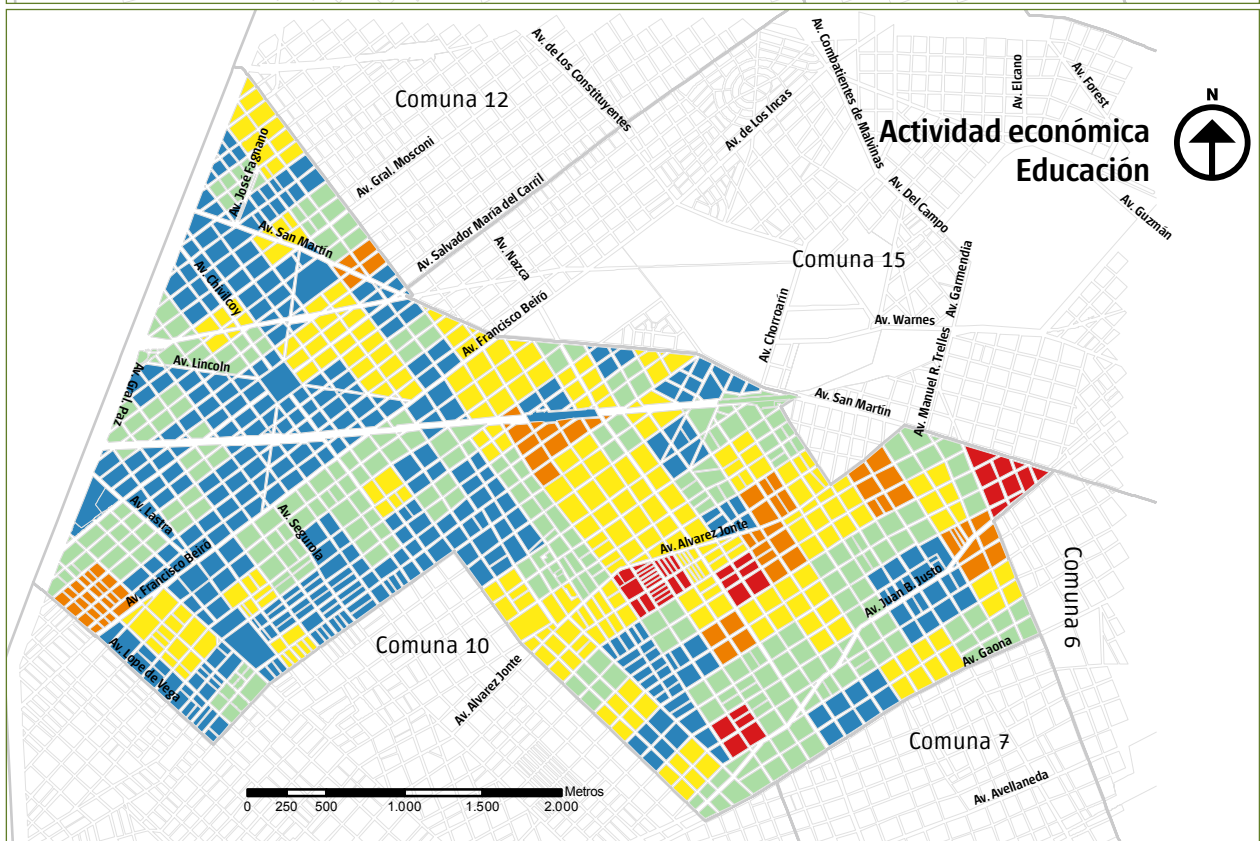 Av. de Los Constituyentes
Av. Combatientes de Malvinas
Av. Elcano
Av. Forest
N
Comuna 12
Av. de Los Incas
Actividad económica
Educación
Av. José Fagnano
Av. Gral. Mosconi
Av. Salvador María del Carril
Av. Del Campo
Av. Guzmán
Av. San Martín
Av. Nazca
Comuna 15
Av. Garmendia
Av. Chivilcoy
Av. Francisco Beiró
Av. Chorroarín
Av. Warnes
Av. Lincoln
Av. Gral. Paz
Av. Manuel R. Trelles
Av. San Martín
Av. Lastra
Av. Segurola
Av. Alvarez Jonte
Av. Francisco Beiró
Av. Juan B. Justo
Comuna 6
Comuna 10
Av. Lope de Vega
Av. Gaona
Av. Alvarez Jonte
Comuna 7
Av. Avellaneda
Metros
0 250 500 1.000 1.500 2.000